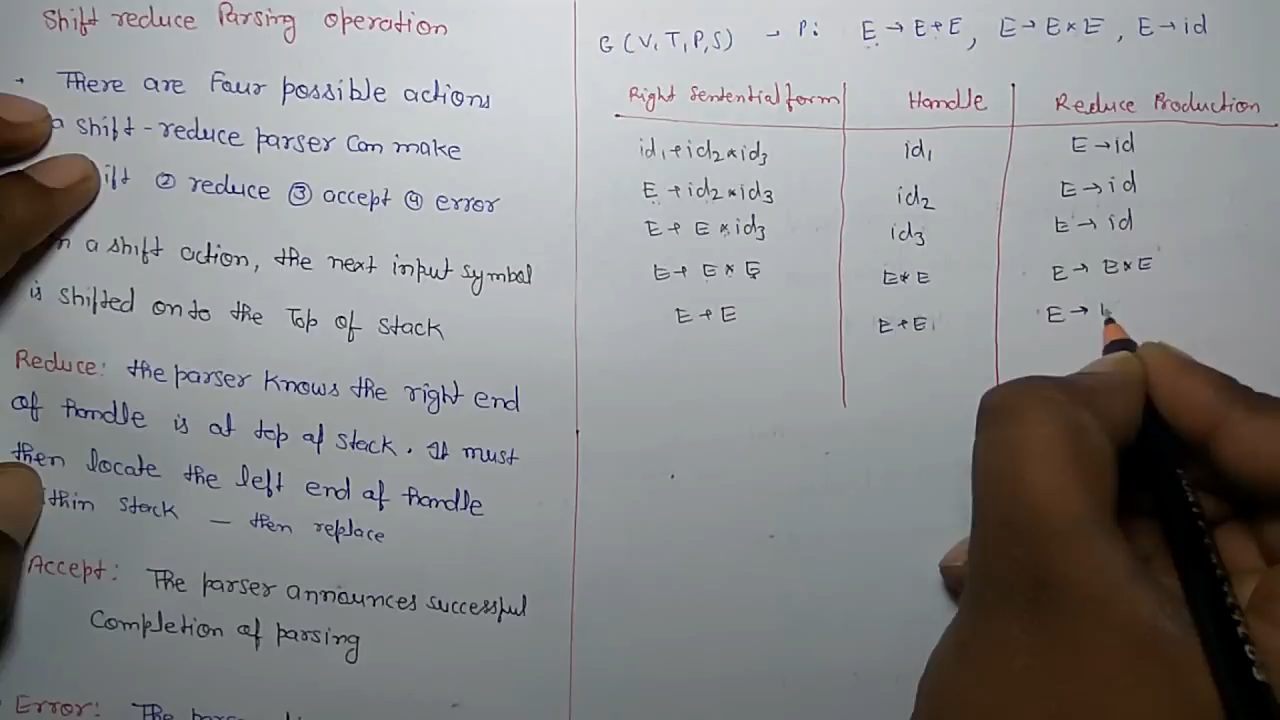 Shift reduce Parsing operation
There are Four possible actions
a shift-reduce parser Can make
ift ② reduce ③ accept ④ error
n a shift action, the next input symbol
is shifted on to the Top of stack
Reduce: the parser knows the right end
of handle is at top of stack. It must
then locate the left end of handle
ithin stack — then replace
Accept: The parser announces successful
Completion of parsing
Error: The
G (V, T, P, S) → P: E → E+E, E → E*E, E → id
Right Sentential form Handle Reduce Production
id1+id2*id3 id1 E → id
E + id2*id3 id2 E → id
E + E * id3 id3 E → id
E + E * E E*E E → E*E
E + E E+E E →